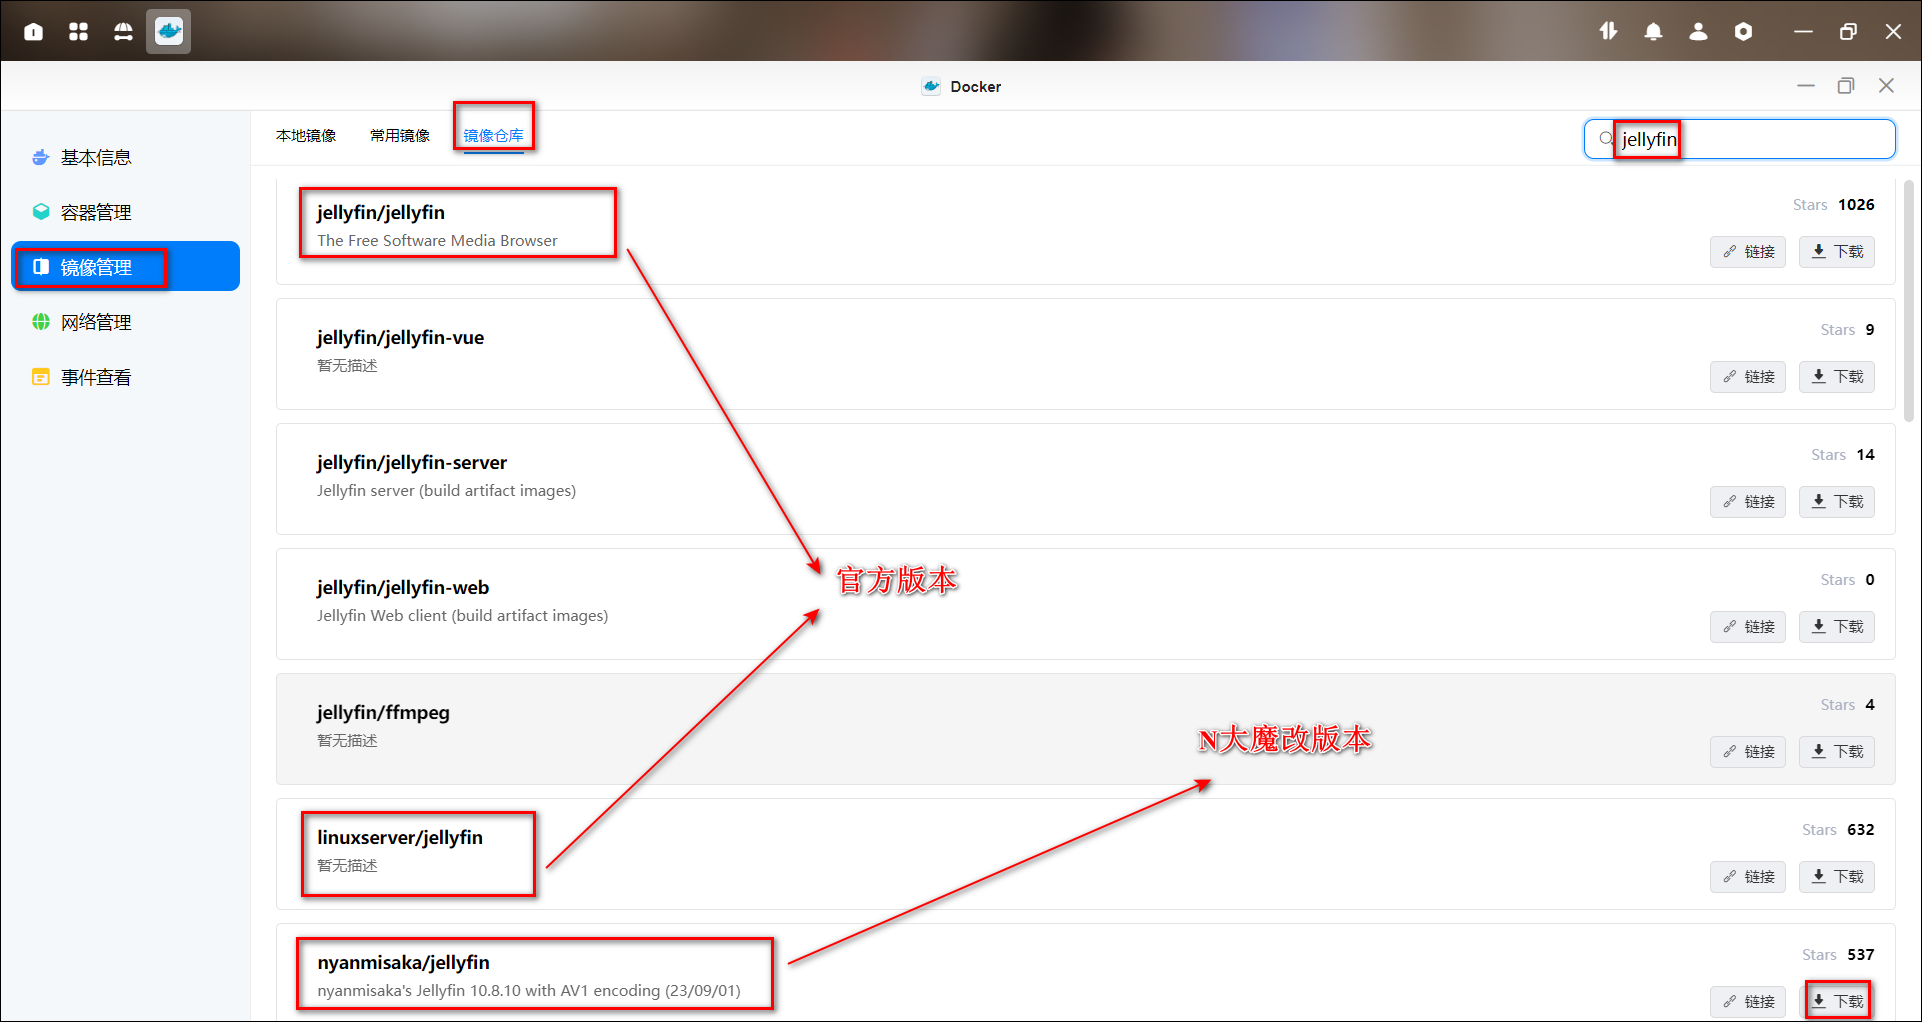 Docker
本地镜像 常用镜像 镜像仓库
jellyfin
基本信息
容器管理
镜像管理
网络管理
事件查看
jellyfin/jellyfin
The Free Software Media Browser
Stars 1026
链接 下载
jellyfin/jellyfin-vue
暂无描述
Stars 9
链接 下载
jellyfin/jellyfin-server
Jellyfin server (build artifact images)
Stars 14
链接 下载
官方版本
jellyfin/jellyfin-web
Jellyfin Web client (build artifact images)
Stars 0
链接 下载
jellyfin/ffmpeg
暂无描述
Stars 4
链接 下载
N大魔改版本
linuxserver/jellyfin
暂无描述
Stars 632
链接 下载
nyanmisaka/jellyfin
nyanmisaka's Jellyfin 10.8.10 with AV1 encoding (23/09/01)
Stars 537
链接 下载